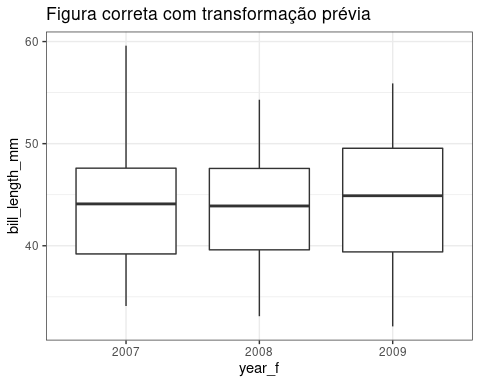 Figura correta com transformação prévia
bill_length_mm
60
50
40
2007 2008 2009
year_f